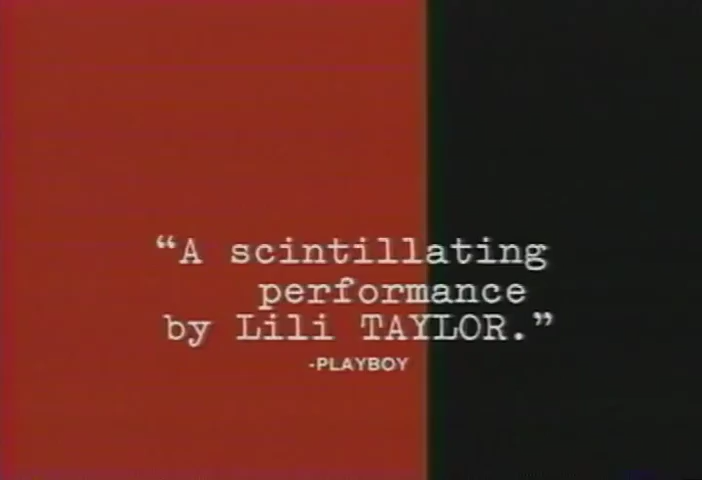 “A scintillating
performance
by Lili TAYLOR.”
-PLAYBOY